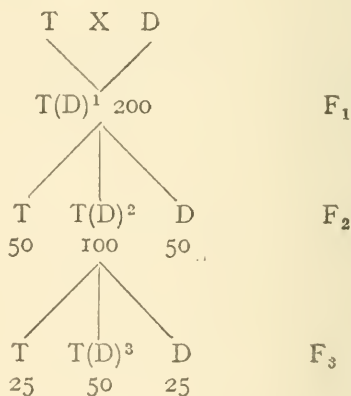 T X D
T(D)¹ 200 F₁
T T(D)² D F₂
50 100 50
T T(D)³ D F₃
25 50 25